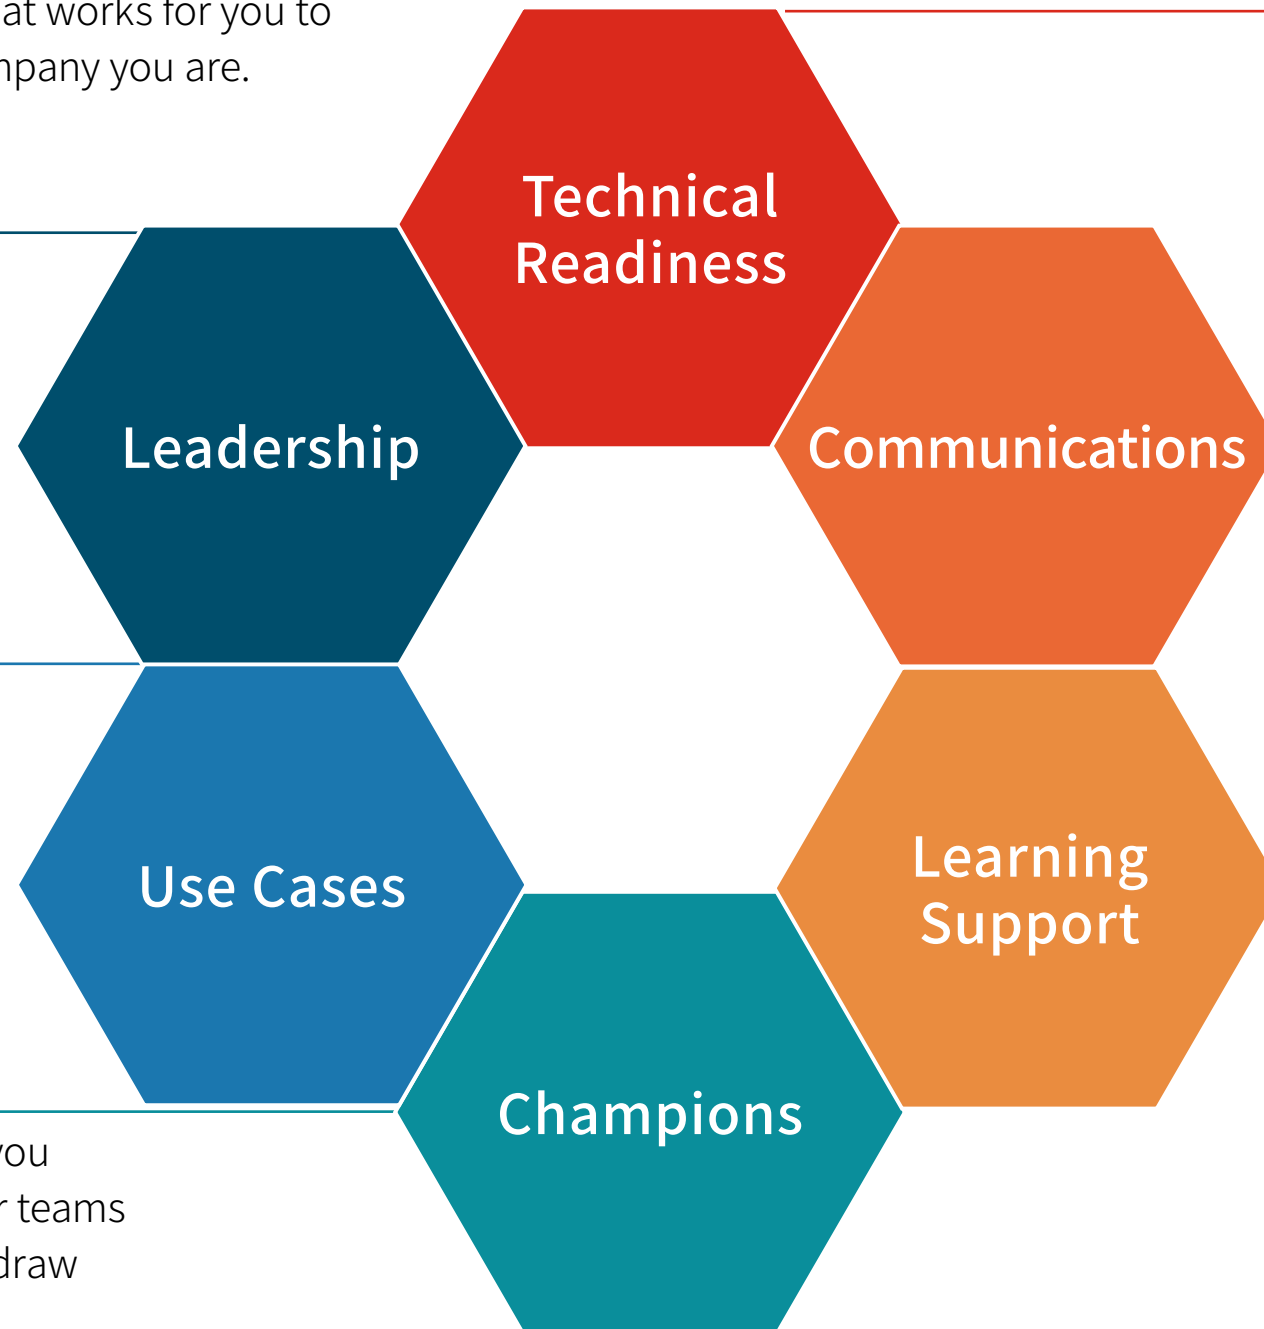 at works for you to
mpany you are.
Technical
Readiness
Leadership
Communications
Use Cases
Learning
Support
Champions
you
r teams
draw